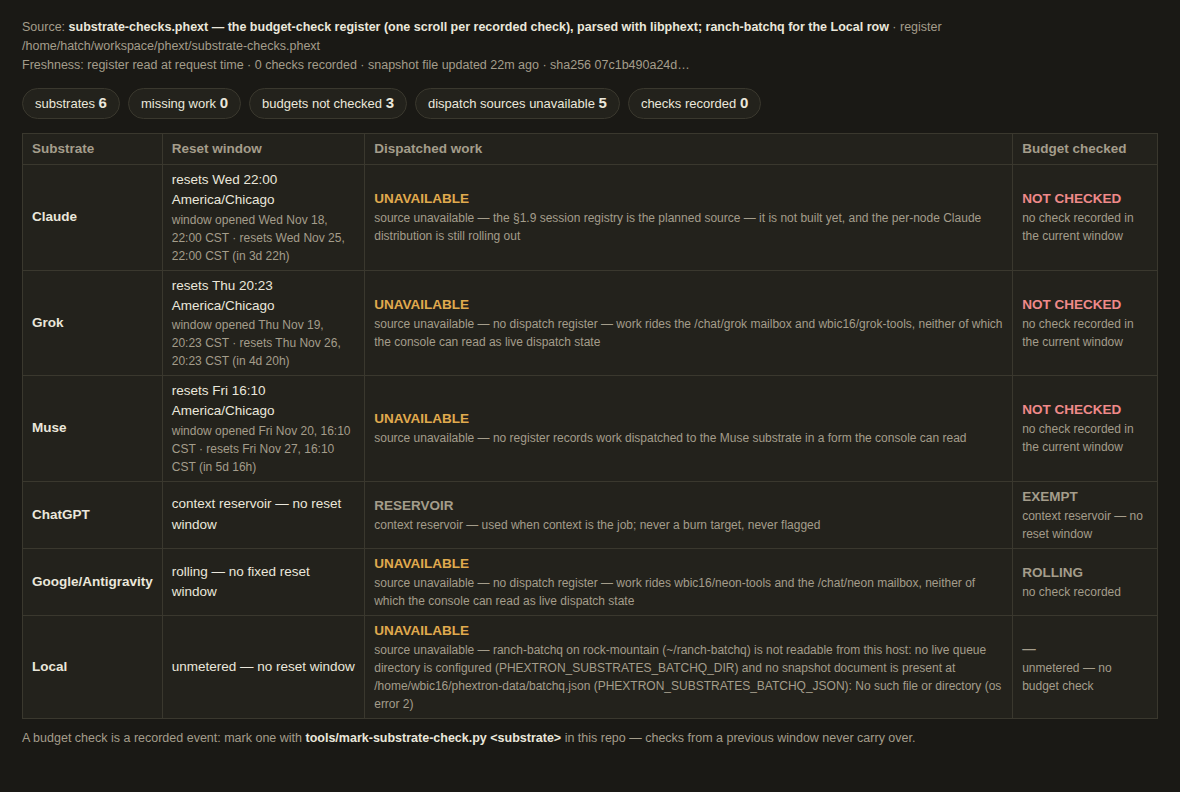 Source: substrate-checks.phext — the budget-check register (one scroll per recorded check), parsed with libphext; ranch-batchq for the Local row · register
/home/hatch/workspace/phext/substrate-checks.phext
Freshness: register read at request time · 0 checks recorded · snapshot file updated 22m ago · sha256 07c1b490a24d…
substrates 6
missing work 0
budgets not checked 3
dispatch sources unavailable 5
checks recorded 0
Substrate
Reset window
Dispatched work
Budget checked
Claude
resets Wed 22:00
America/Chicago
window opened Wed Nov 18,
22:00 CST · resets Wed Nov 25,
22:00 CST (in 3d 22h)
UNAVAILABLE
source unavailable — the §1.9 session registry is the planned source — it is not built yet, and the per-node Claude
distribution is still rolling out
NOT CHECKED
no check recorded in
the current window
Grok
resets Thu 20:23
America/Chicago
window opened Thu Nov 19,
20:23 CST · resets Thu Nov 26,
20:23 CST (in 4d 20h)
UNAVAILABLE
source unavailable — no dispatch register — work rides the /chat/grok mailbox and wbic16/grok-tools, neither of which
the console can read as live dispatch state
NOT CHECKED
no check recorded in
the current window
Muse
resets Fri 16:10
America/Chicago
window opened Fri Nov 20, 16:10
CST · resets Fri Nov 27, 16:10
CST (in 5d 16h)
UNAVAILABLE
source unavailable — no register records work dispatched to the Muse substrate in a form the console can read
NOT CHECKED
no check recorded in
the current window
ChatGPT
context reservoir — no reset
window
RESERVOIR
context reservoir — used when context is the job; never a burn target, never flagged
EXEMPT
context reservoir — no
reset window
Google/Antigravity
rolling — no fixed reset
window
UNAVAILABLE
source unavailable — no dispatch register — work rides wbic16/neon-tools and the /chat/neon mailbox, neither of
which the console can read as live dispatch state
ROLLING
no check recorded
Local
unmetered — no reset window
UNAVAILABLE
source unavailable — ranch-batchq on rock-mountain (~/ranch-batchq) is not readable from this host: no live queue
directory is configured (PHEXTRON_SUBSTRATES_BATCHQ_DIR) and no snapshot document is present at
/home/wbic16/phextron-data/batchq.json (PHEXTRON_SUBSTRATES_BATCHQ_JSON): No such file or directory (os
error 2)
—
unmetered — no
budget check
A budget check is a recorded event: mark one with tools/mark-substrate-check.py <substrate> in this repo — checks from a previous window never carry over.